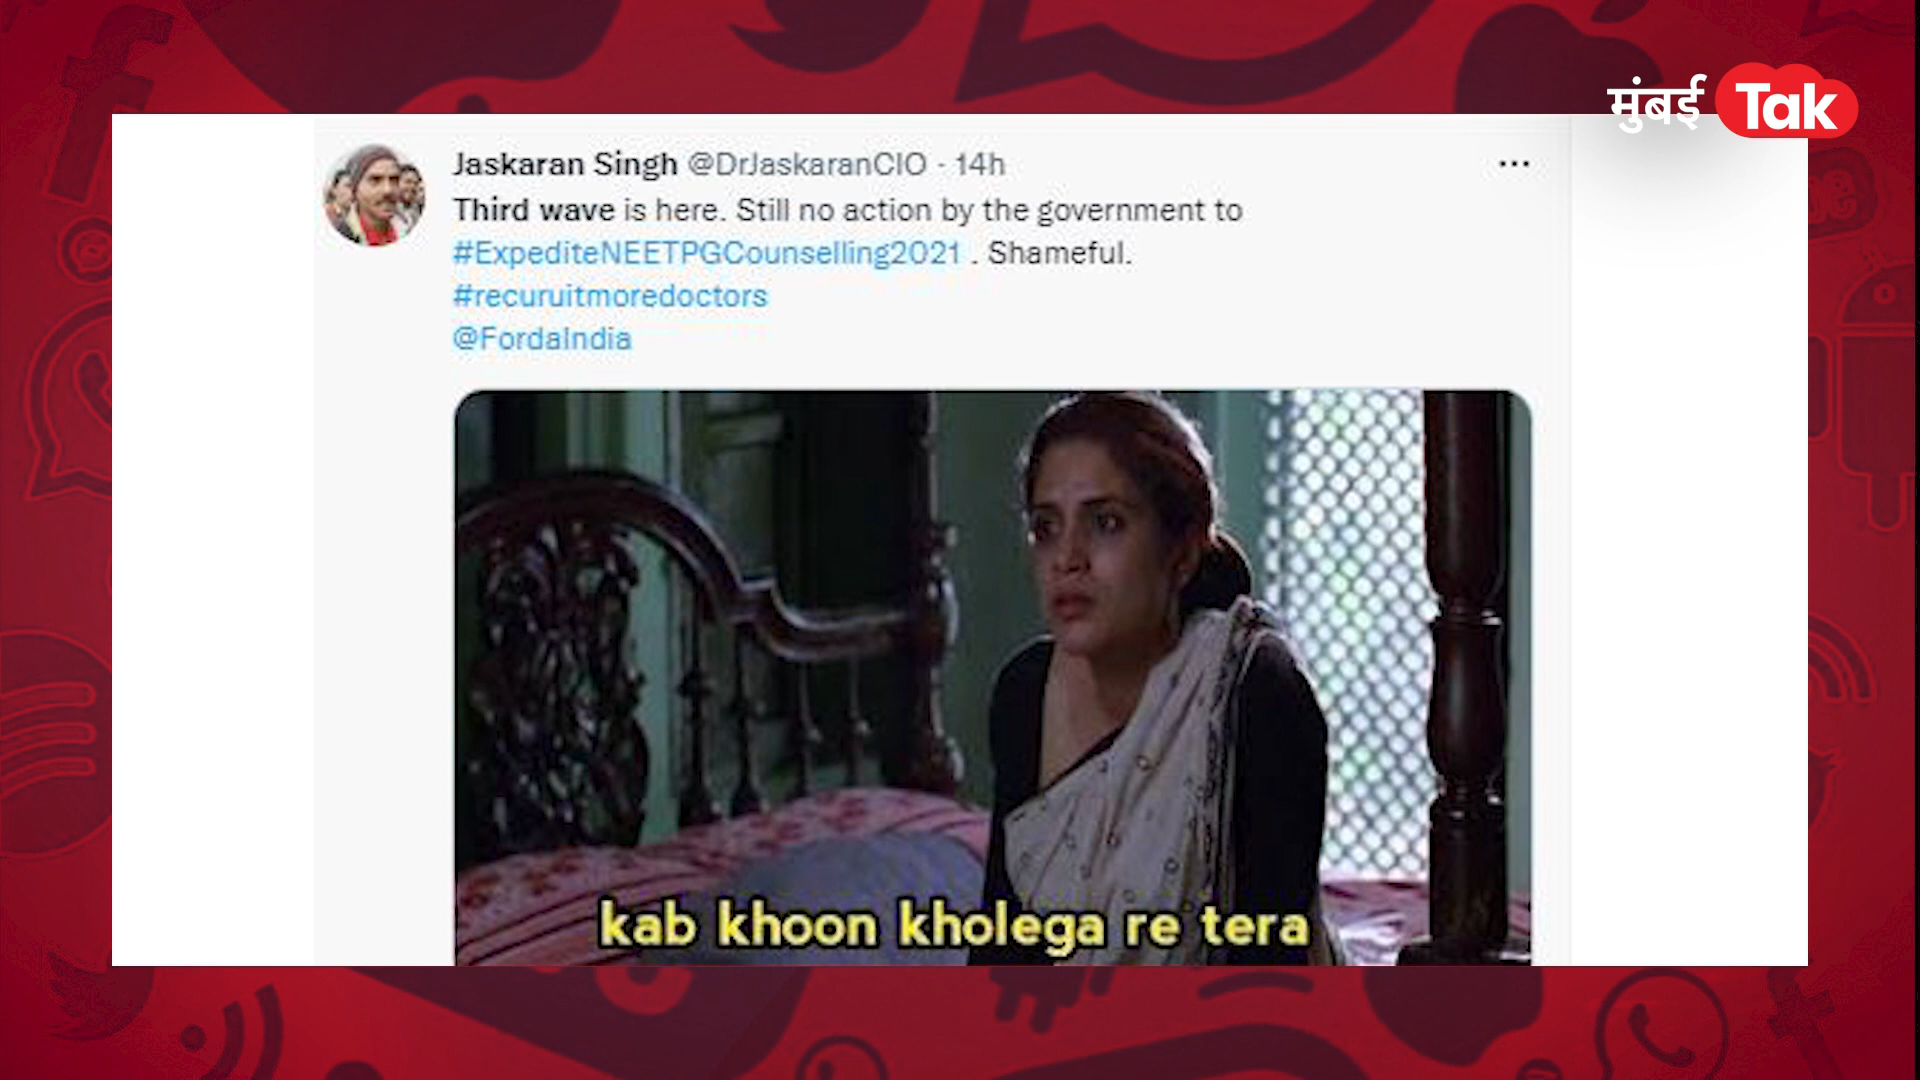 मुंबई Tak
Jaskaran Singh @DrJaskaranCIO · 14h
Third wave is here. Still no action by the government to
#ExpediteNEETPGCounselling2021 . Shameful.
#recuruitmoredoctors
@FordaIndia
kab khoon kholega re tera